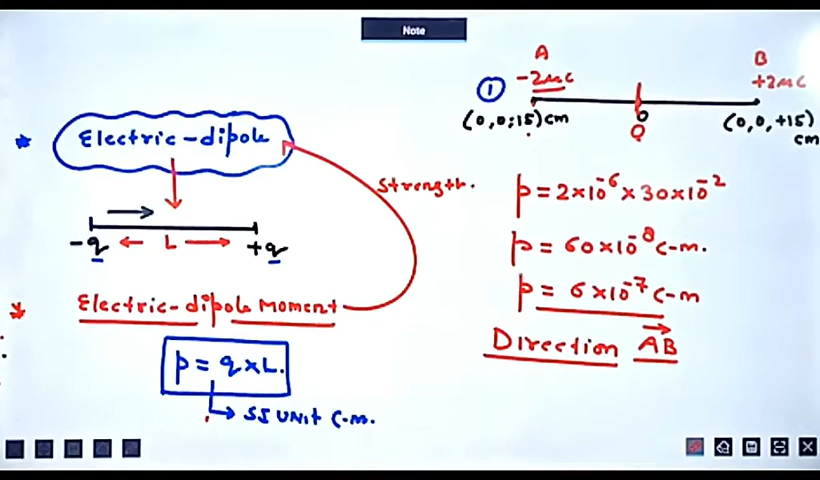 Note
Electric-dipole
-q ← L → +q
Strength.
Electric-dipole Moment
p = q×L.
SI UNIT C-m.
①
A
-2μC
B
+2μC
(0,0,-15)cm
O
O
(0,0,+15)
cm
p = 2×10⁻⁶×30×10⁻²
p = 60×10⁻⁸ C-m.
p = 6×10⁻⁷ C-m
Direction AB